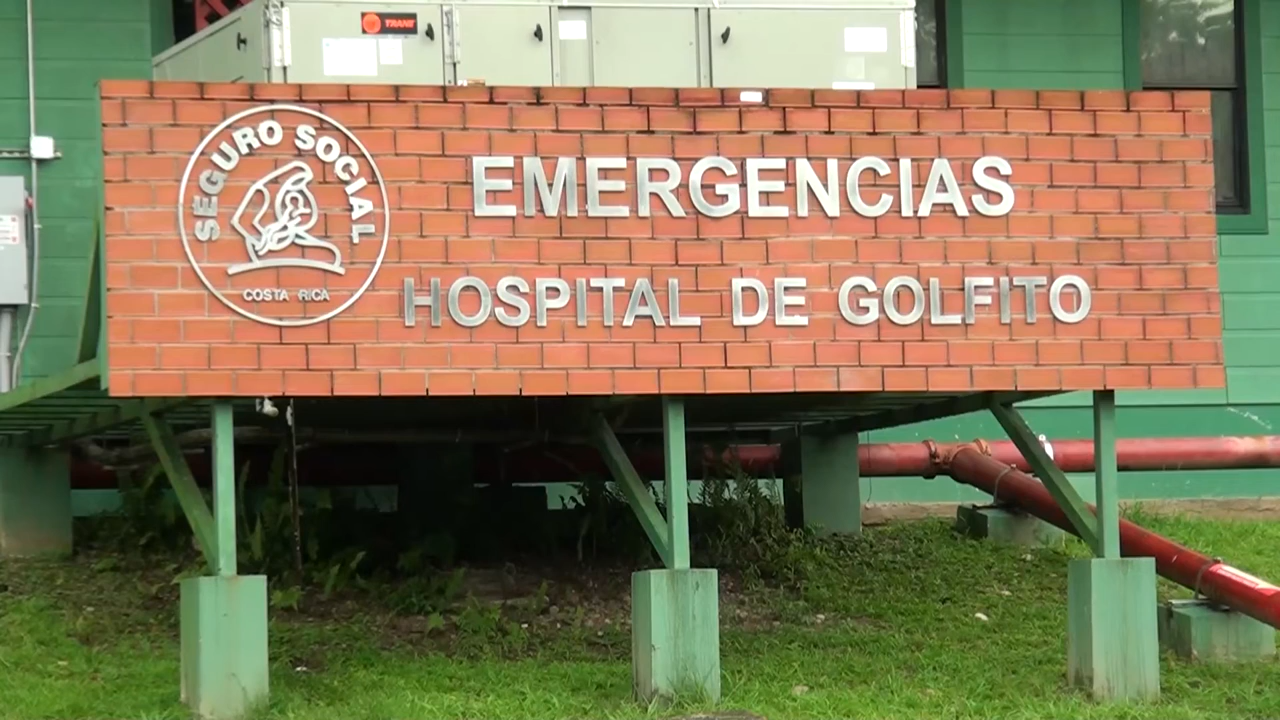 TRANE
SEGURO SOCIAL
COSTA RICA
EMERGENCIAS
HOSPITAL DE GOLFITO